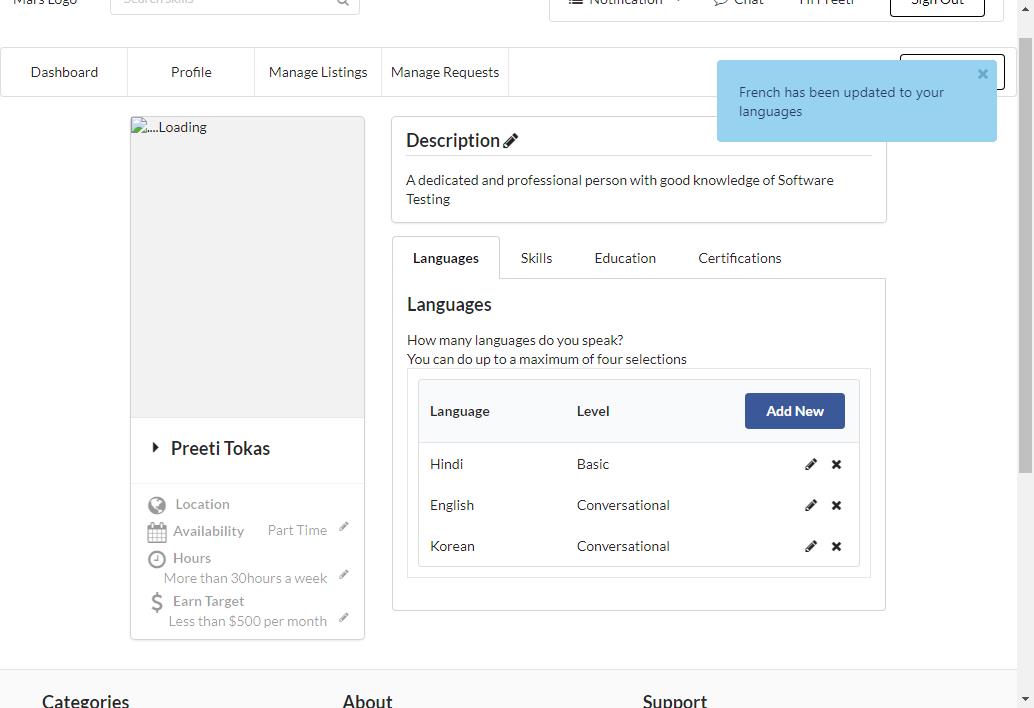 Mars Logo
Search skills
Notification
Chat
Hi Preeti
Sign Out
Dashboard
Profile
Manage Listings
Manage Requests
French has been updated to your
languages
....Loading
Description
A dedicated and professional person with good knowledge of Software
Testing
Languages
Skills
Education
Certifications
Languages
How many languages do you speak?
You can do up to a maximum of four selections
Language Level Add New
Hindi Basic
English Conversational
Korean Conversational
Preeti Tokas
Location
Availability Part Time
Hours
More than 30hours a week
Earn Target
Less than $500 per month
Categories
About
Support